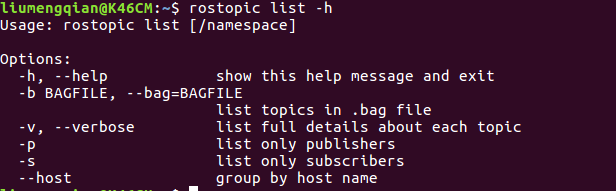 liumengqian@K46CM:~$ rostopic list -h
Usage: rostopic list [/namespace]

Options:
  -h, --help            show this help message and exit
  -b BAGFILE, --bag=BAGFILE
                        list topics in .bag file
  -v, --verbose         list full details about each topic
  -p                    list only publishers
  -s                    list only subscribers
  --host                group by host name
liumengqian@K46CM:~$